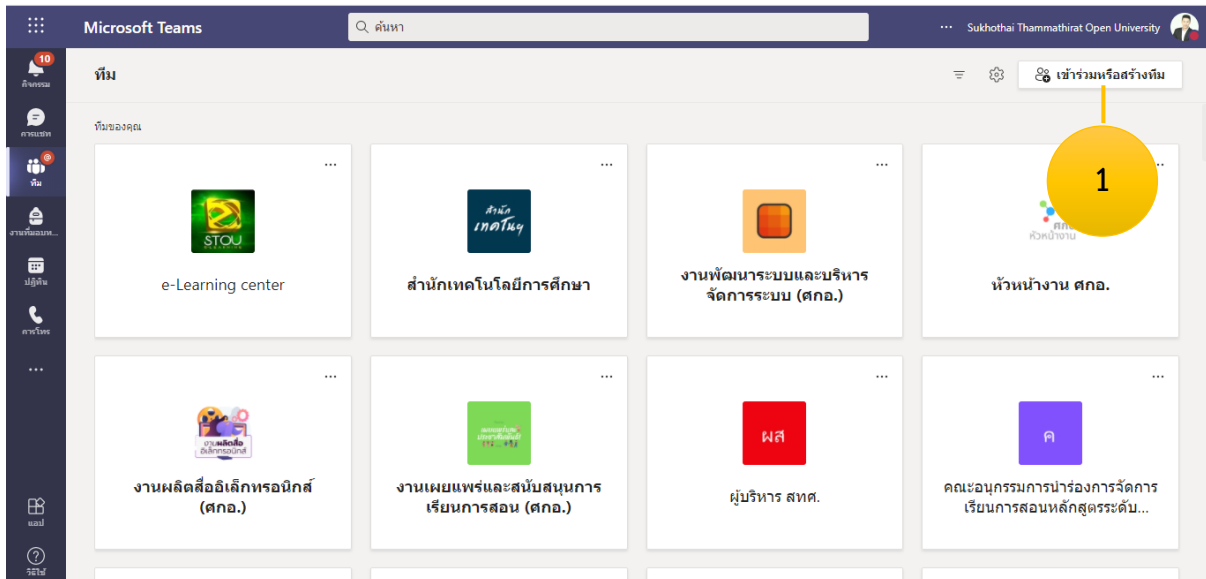 Microsoft Teams
ค้นหา
Sukhothai Thammathirat Open University
10
กิจกรรม
ทีม
เข้าร่วมหรือสร้างทีม
การแชท
ทีมของคุณ
1
@
ทีม
งานที่มอบห...
ปฏิทิน
การโทร
STOU
e-Learning center
สำนัก
เทคโนฯ
สำนักเทคโนโลยีการศึกษา
งานพัฒนาระบบและบริหาร
จัดการระบบ (ศกอ.)
หัวหน้างาน
หัวหน้างาน ศกอ.
งานผลิตสื่อ
อิเล็กทรอนิกส์
งานผลิตสื่ออิเล็กทรอนิกส์
(ศกอ.)
งานเผยแพร่และสนับสนุนการ
เรียนการสอน (ศกอ.)
ผส
ผู้บริหาร สทศ.
ค
คณะอนุกรรมการนำร่องการจัดการ
เรียนการสอนหลักสูตรระดับ...
แอป
วิธีใช้